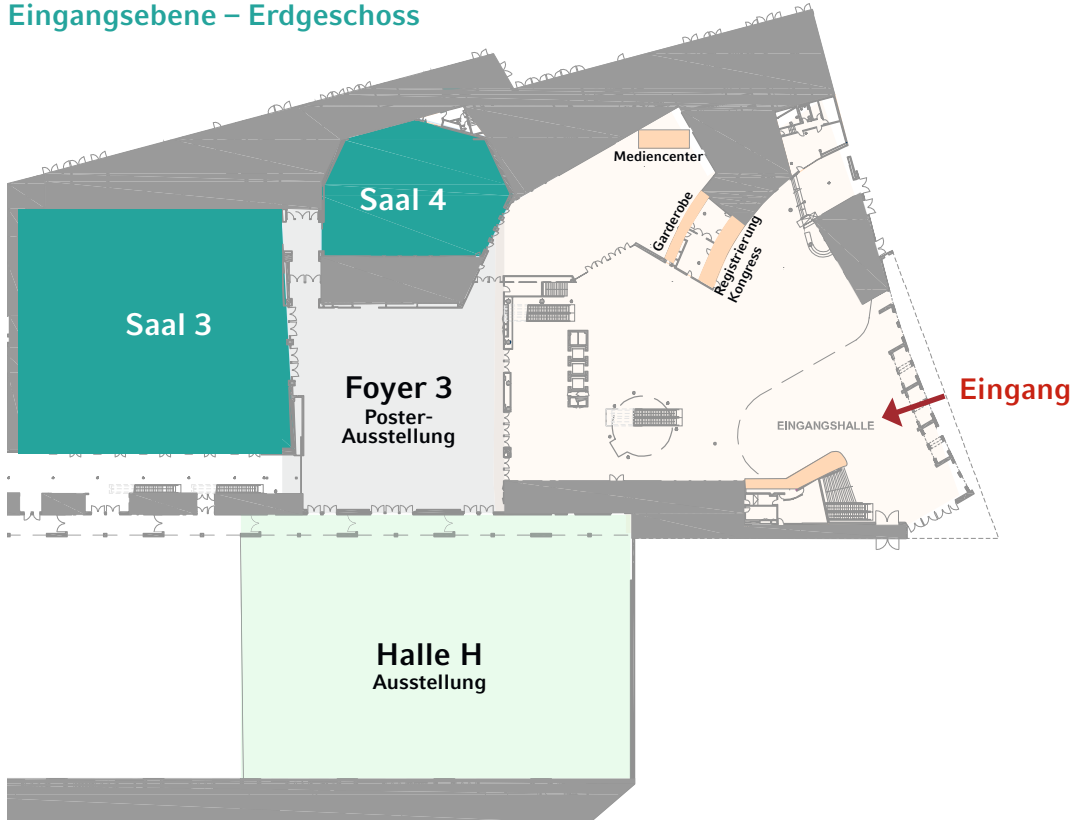 Eingangsebene – Erdgeschoss
Mediencenter
Saal 4
Garderobe
Registrierung
Kongress
Saal 3
Foyer 3
Poster-
Ausstellung
Eingang
EINGANGSHALLE
Halle H
Ausstellung